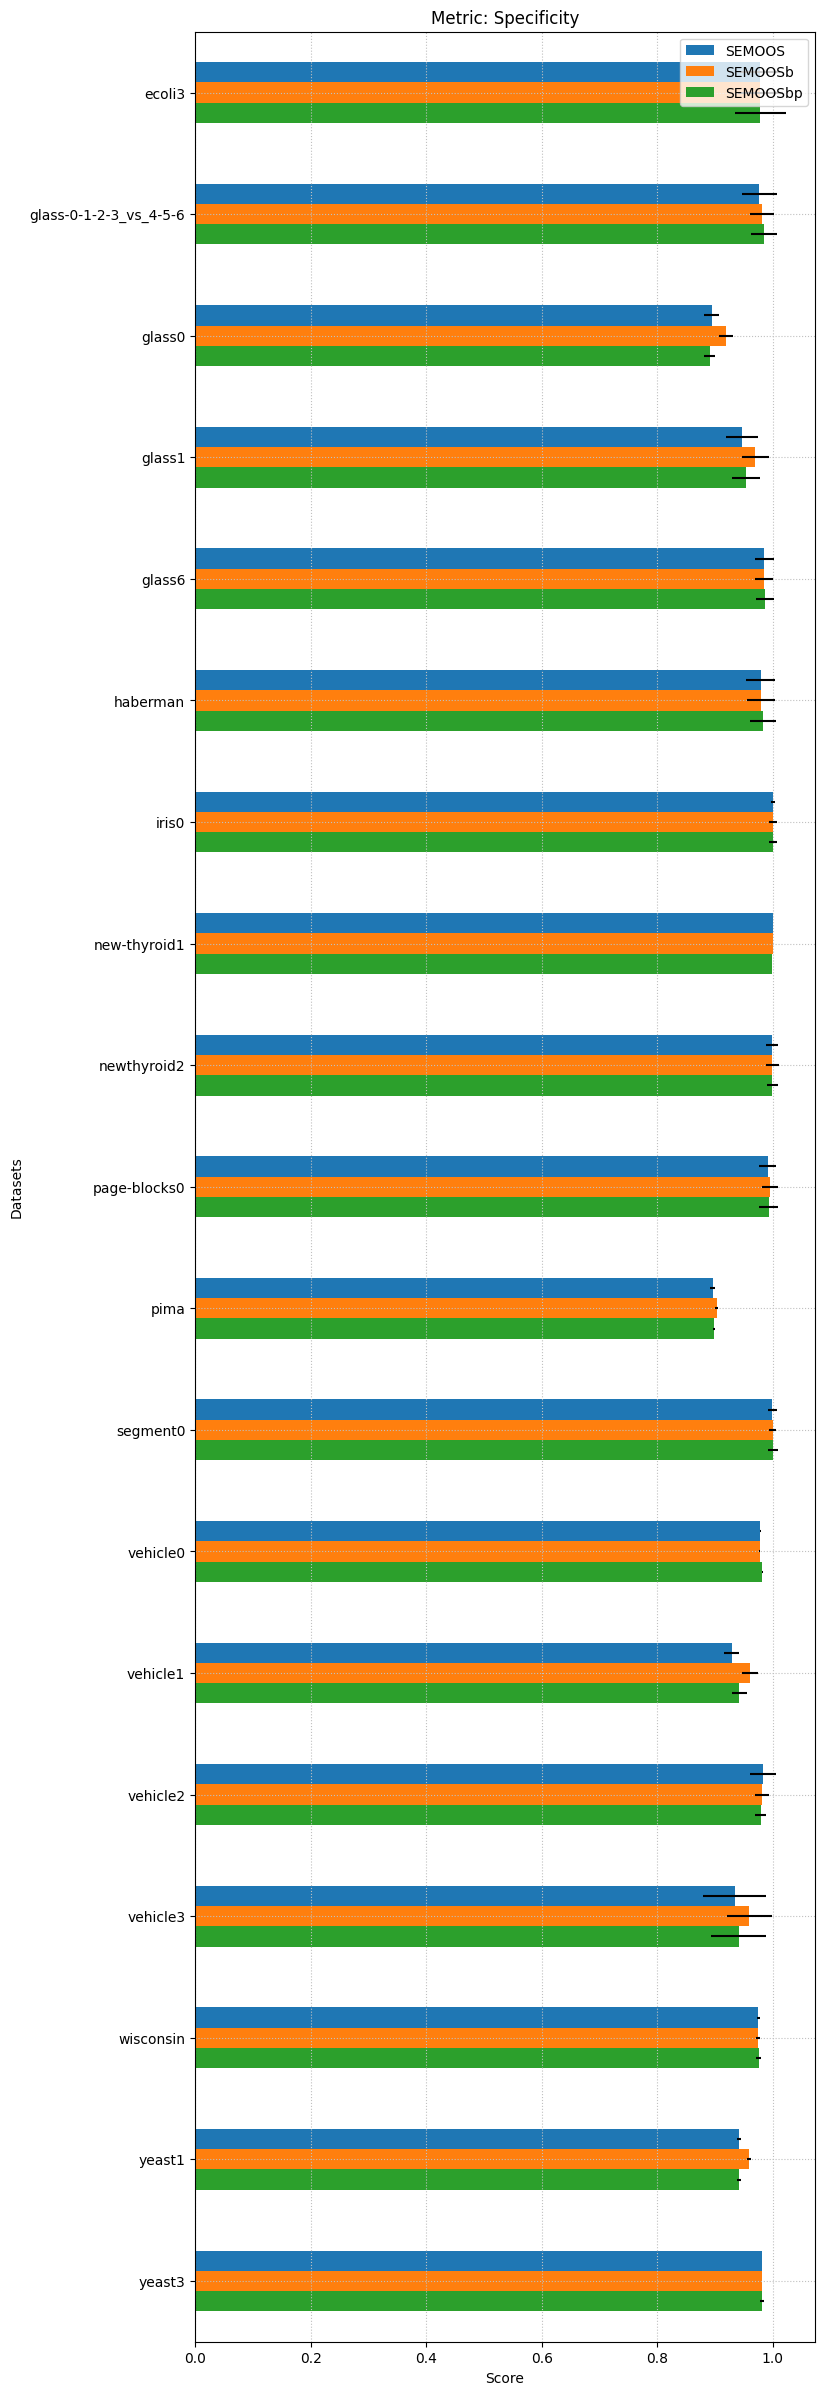 Metric: Specificity
SEMOOS
SEMOOSb
SEMOOSbp
ecoli3
glass-0-1-2-3_vs_4-5-6
glass0
glass1
glass6
haberman
iris0
new-thyroid1
newthyroid2
page-blocks0
pima
segment0
vehicle0
vehicle1
vehicle2
vehicle3
wisconsin
yeast1
yeast3
Datasets
0.0 0.2 0.4 0.6 0.8 1.0
Score